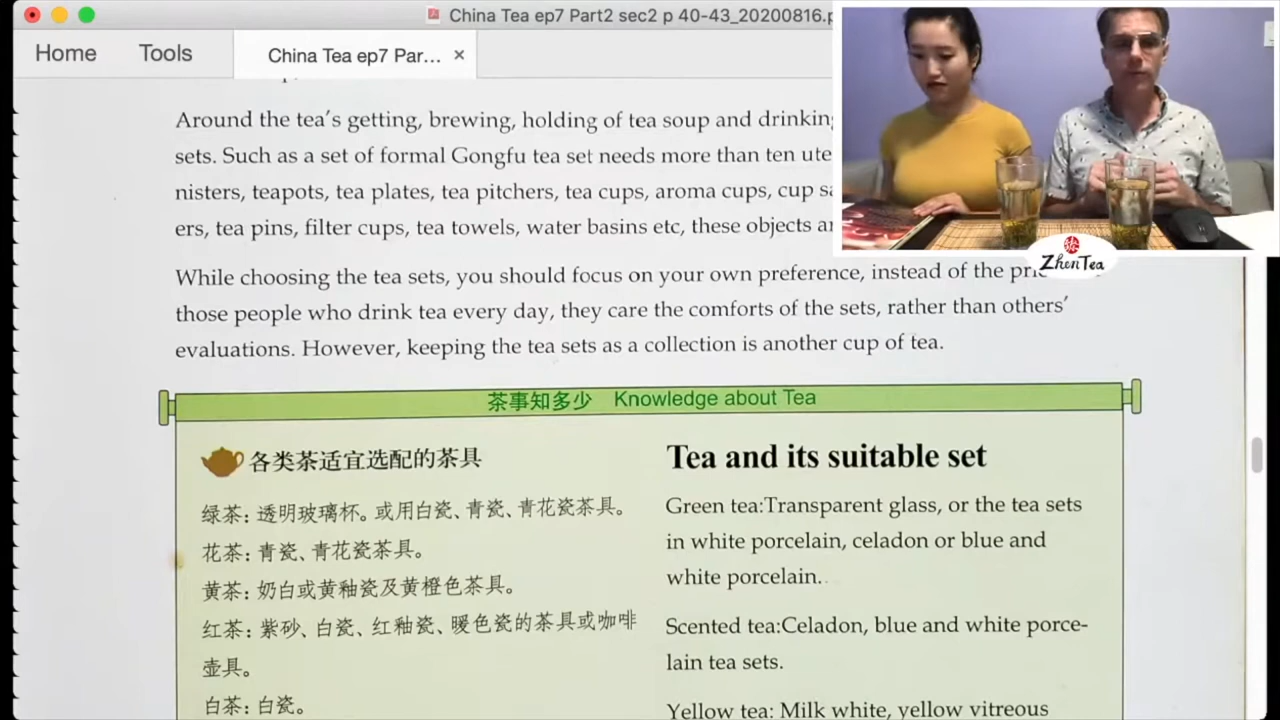 China Tea ep7 Part2 sec2 p 40-43_20200816.p
Home Tools China Tea ep7 Par... ×
Around the tea's getting, brewing, holding of tea soup and drinking
sets. Such as a set of formal Gongfu tea set needs more than ten ute
nisters, teapots, tea plates, tea pitchers, tea cups, aroma cups, cup sa
ers, tea pins, filter cups, tea towels, water basins etc, these objects ar
While choosing the tea sets, you should focus on your own preference, instead of the pri
those people who drink tea every day, they care the comforts of the sets, rather than others'
evaluations. However, keeping the tea sets as a collection is another cup of tea.
ZhenTea
茶事知多少 Knowledge about Tea
各类茶适宜选配的茶具
绿茶：透明玻璃杯。或用白瓷、青瓷、青花瓷茶具。
花茶：青瓷、青花瓷茶具。
黄茶：奶白或黄釉瓷及黄橙色茶具。
红茶：紫砂、白瓷、红釉瓷、暖色瓷的茶具或咖啡
壶具。
白茶：白瓷。
Tea and its suitable set
Green tea:Transparent glass, or the tea sets
in white porcelain, celadon or blue and
white porcelain.
Scented tea:Celadon, blue and white porce-
lain tea sets.
Yellow tea: Milk white, yellow vitreous